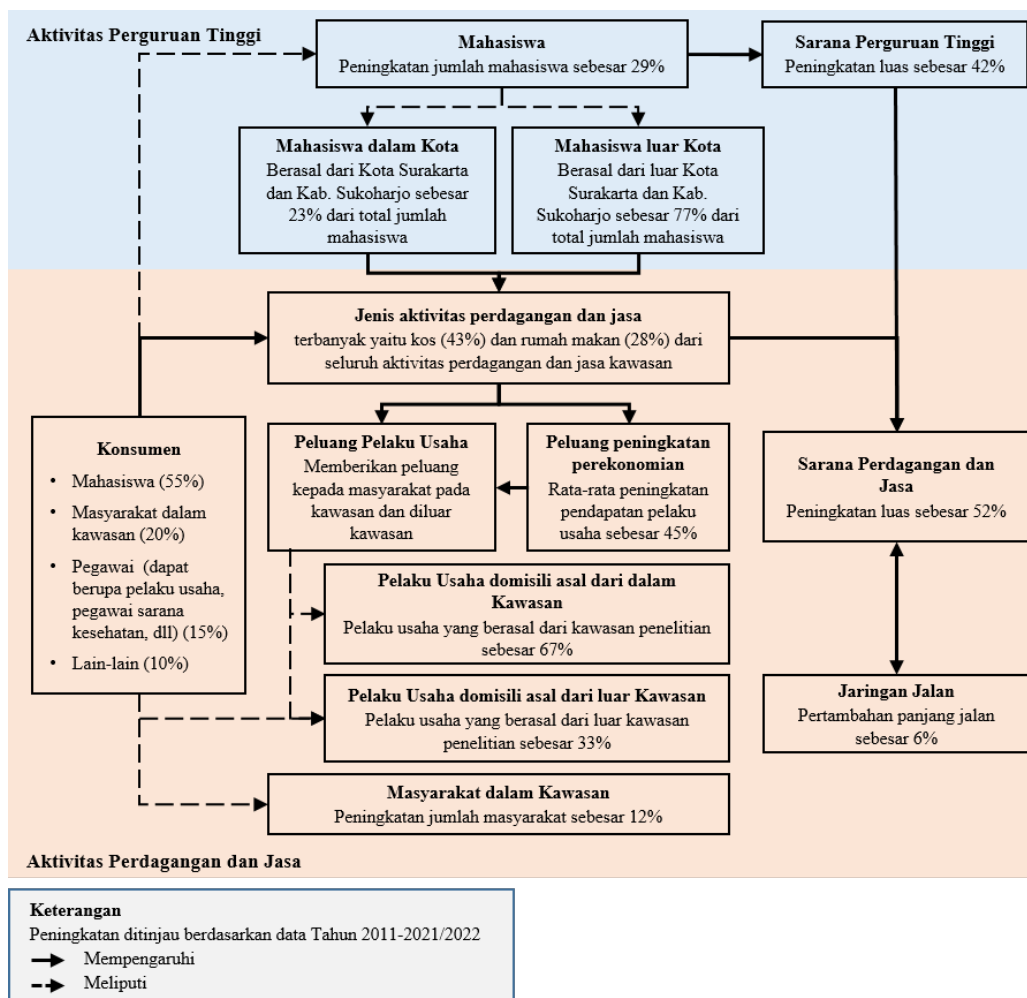 Aktivitas Perguruan Tinggi
Mahasiswa
Peningkatan jumlah mahasiswa sebesar 29%
Sarana Perguruan Tinggi
Peningkatan luas sebesar 42%
Mahasiswa dalam Kota
Berasal dari Kota Surakarta
dan Kab. Sukoharjo sebesar
23% dari total jumlah
mahasiswa
Mahasiswa luar Kota
Berasal dari luar Kota
Surakarta dan Kab.
Sukoharjo sebesar 77% dari
total jumlah mahasiswa
Jenis aktivitas perdagangan dan jasa
terbanyak yaitu kos (43%) dan rumah makan (28%) dari
seluruh aktivitas perdagangan dan jasa kawasan
Konsumen
• Mahasiswa (55%)
• Masyarakat dalam
kawasan (20%)
• Pegawai (dapat
berupa pelaku usaha,
pegawai sarana
kesehatan, dll) (15%)
• Lain-lain (10%)
Peluang Pelaku Usaha
Memberikan peluang
kepada masyarakat pada
kawasan dan diluar
kawasan
Peluang peningkatan
perekonomian
Rata-rata peningkatan
pendapatan pelaku
usaha sebesar 45%
Sarana Perdagangan dan
Jasa
Peningkatan luas sebesar 52%
Pelaku Usaha domisili asal dari dalam
Kawasan
Pelaku usaha yang berasal dari kawasan penelitian
sebesar 67%
Pelaku Usaha domisili asal dari luar Kawasan
Pelaku usaha yang berasal dari luar kawasan
penelitian sebesar 33%
Jaringan Jalan
Pertambahan panjang jalan
sebesar 6%
Masyarakat dalam Kawasan
Peningkatan jumlah masyarakat sebesar 12%
Aktivitas Perdagangan dan Jasa
Keterangan
Peningkatan ditinjau berdasarkan data Tahun 2011-2021/2022
Mempengaruhi
Meliputi